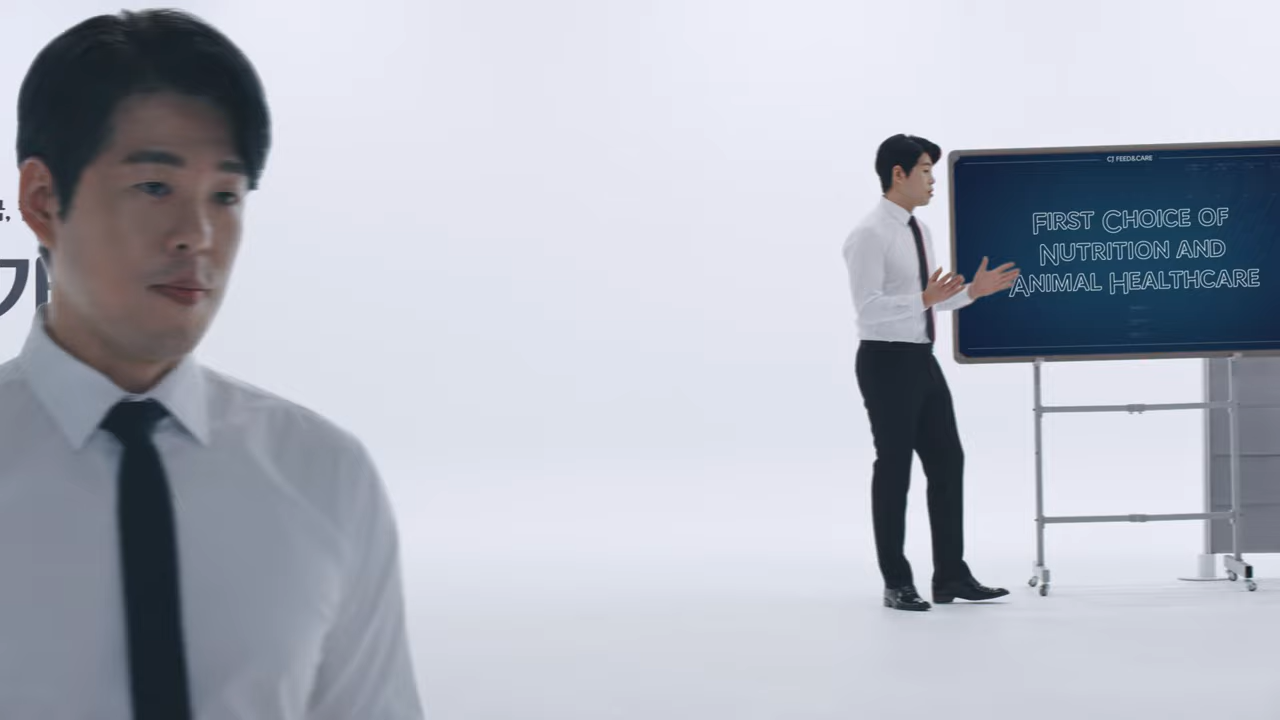 CJ FEED&CARE
FIRST CHOICE OF
NUTRITION AND
ANIMAL HEALTHCARE